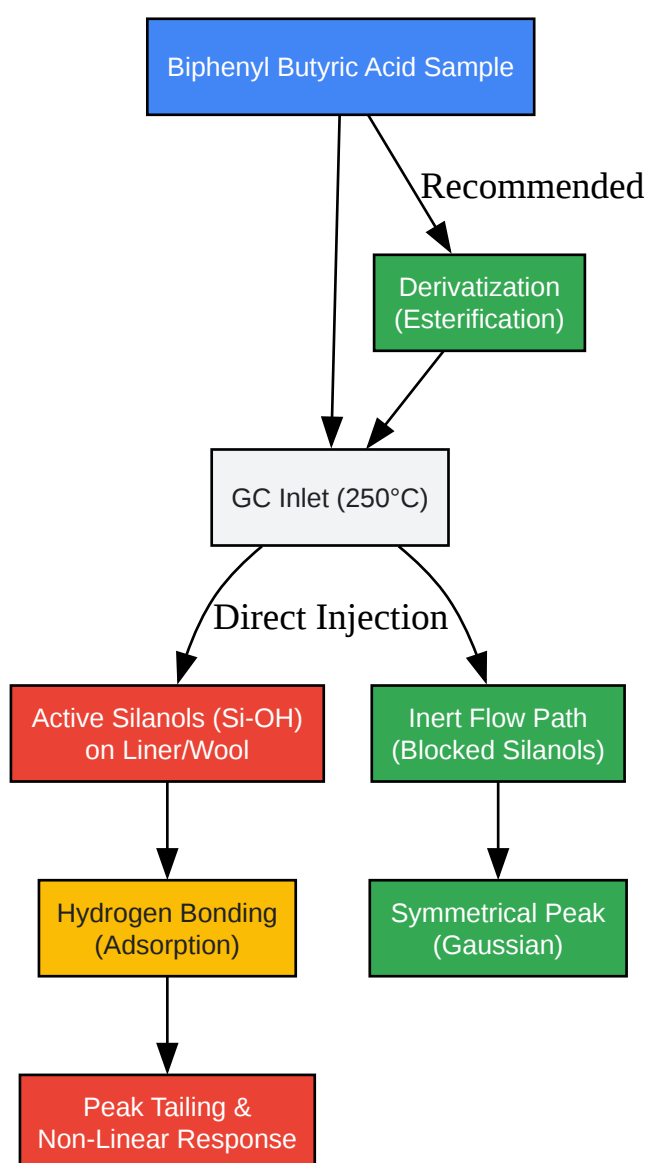 Biphenyl Butyric Acid Sample
Recommended
Derivatization
(Esterification)
GC Inlet (250°C)
Direct Injection
Active Silanols (Si-OH)
on Liner/Wool
Inert Flow Path
(Blocked Silanols)
Hydrogen Bonding
(Adsorption)
Symmetrical Peak
(Gaussian)
Peak Tailing &
Non-Linear Response